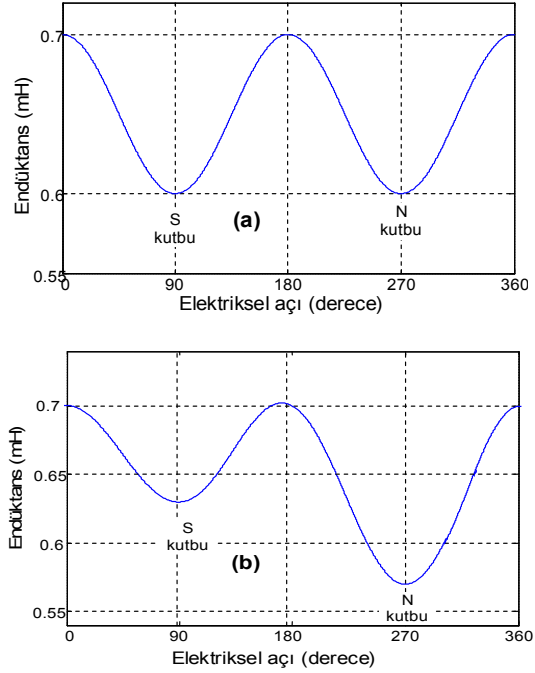 0.7
0.6
0.55
Endüktans (mH)
S
kutbu
(a)
N
kutbu
0 90 180 270 360
Elektriksel açı (derece)
0.7
0.65
0.6
0.55
Endüktans (mH)
S
kutbu
(b)
N
kutbu
0 90 180 270 360
Elektriksel açı (derece)